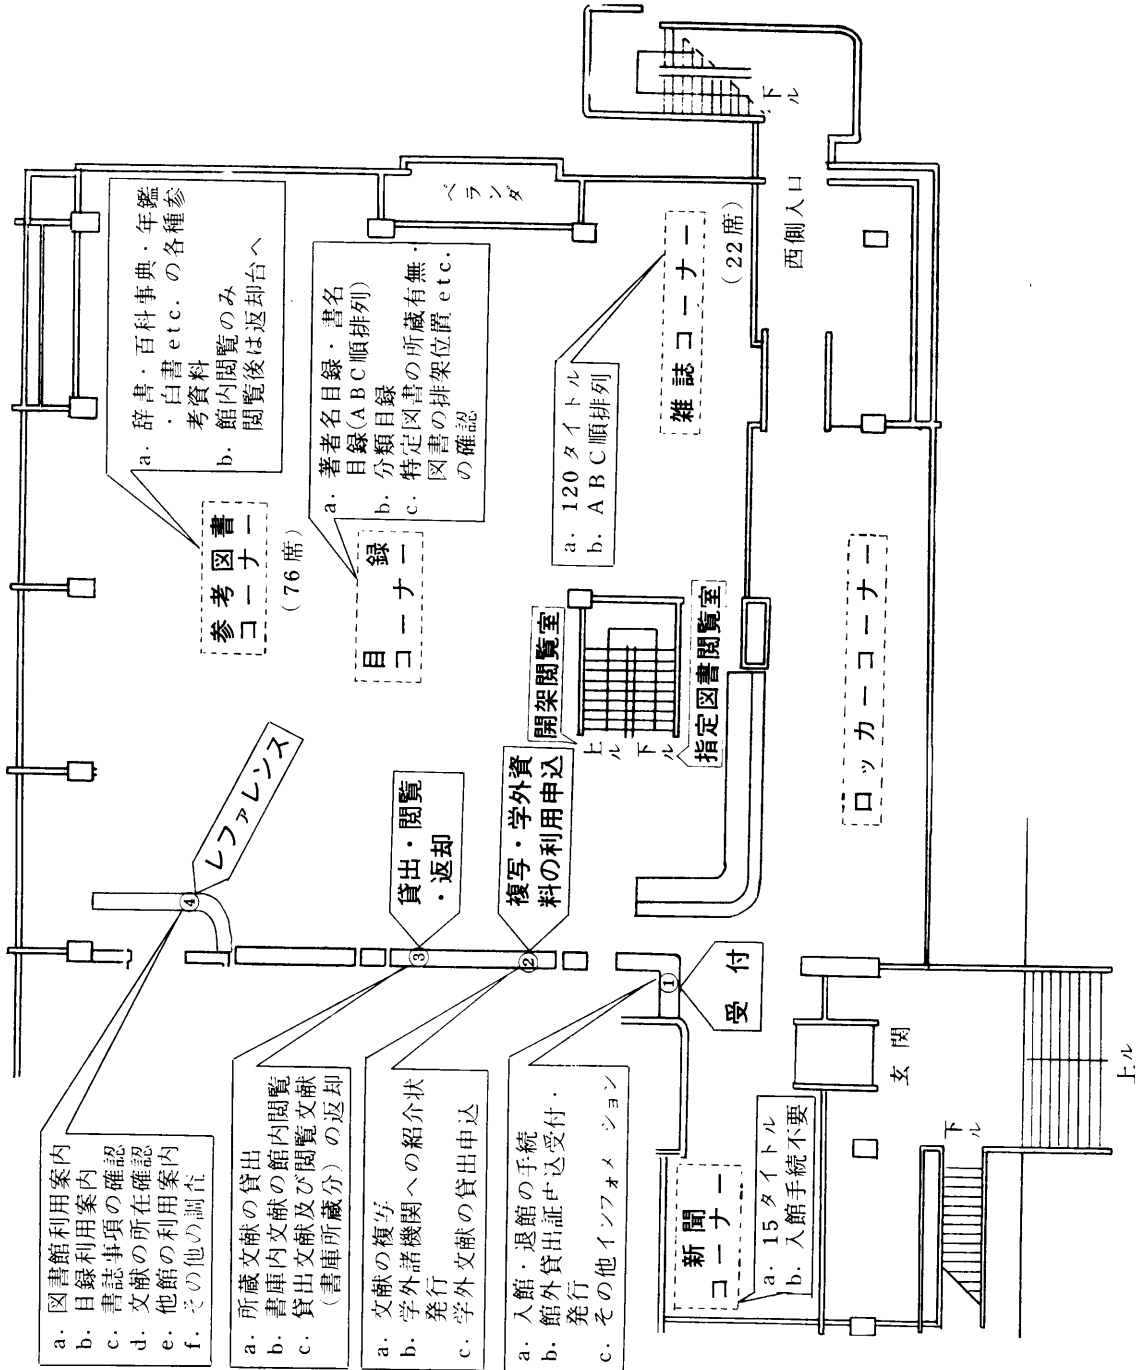 a. 図書館利用案内
b. 目録利用案内
c. 書誌事項の確認
d. 文献の所在確認
e. 他館の利用案内
f. その他の調査
④
レファレンス
a. 所蔵文献の貸出
b. 書庫内文献の館内閲覧
c. 貸出文献及び閲覧文献
(書庫所蔵分)の返却
③
貸出・閲覧
・返却
a. 文献の複写
b. 学外諸機関への紹介状
発行
c. 学外文献の貸出申込
②
複写・学外資
料の利用申込
a. 入館・退館の手続
b. 館外貸出証申込受付・
発行
c. その他インフォメション
①
受付
新聞
コーナー
a. 15タイトル
b. 入館手続不要
玄関
下ル
上ル
参考図書
コーナー
(76席)
a. 辞書・百科事典・年鑑
・白書etc.の各種参
考資料
b. 館内閲覧のみ
閲覧後は返却台へ
目録
コーナー
a. 著者名目録・書名
目録(ABC順排列)
b. 分類目録
c. 特定図書の所蔵有無・
図書の排架位置etc.
の確認
ベランダ
開架閲覧室
上ル
下ル
指定図書閲覧室
a. 120タイトル
b. ABC順排列
雑誌コーナー
(22席)
西側入口
下ル
ロッカーコーナー